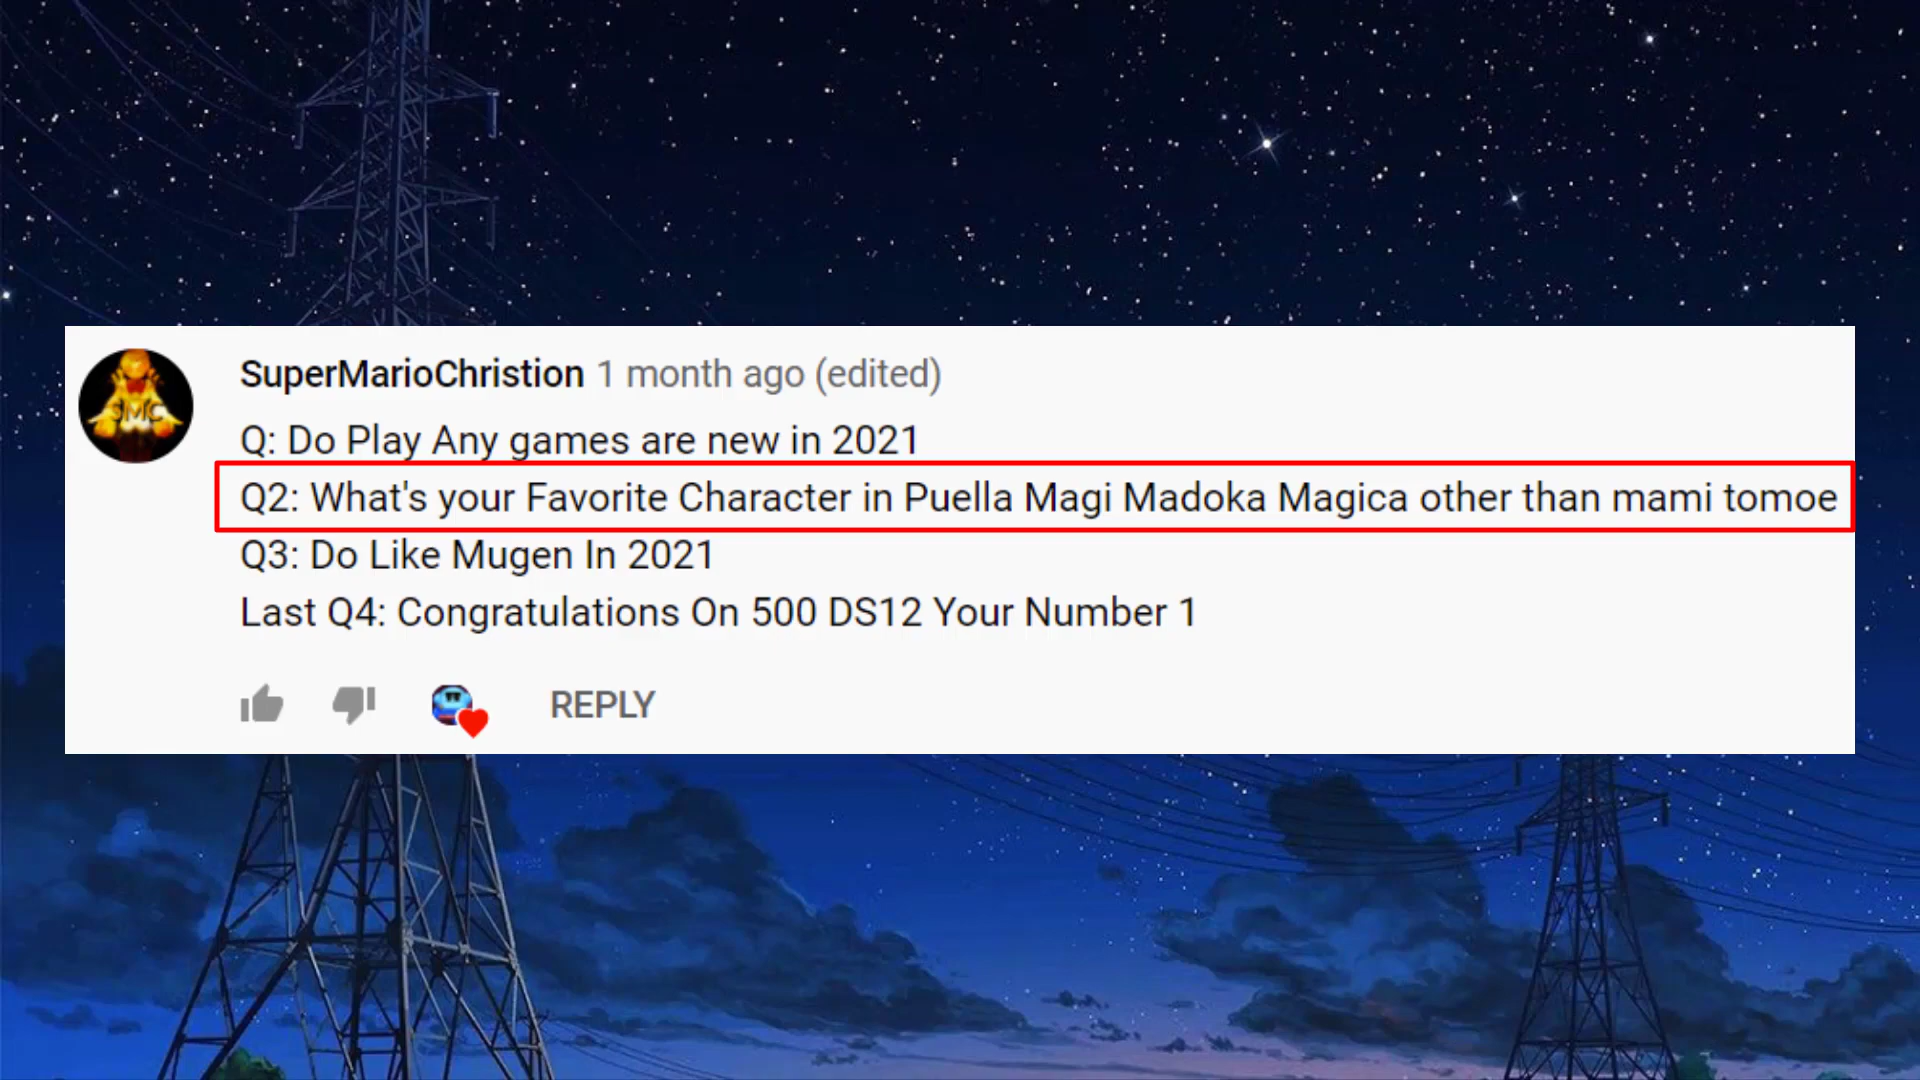 SMC
SuperMarioChristion 1 month ago (edited)
Q: Do Play Any games are new in 2021
Q2: What's your Favorite Character in Puella Magi Madoka Magica other than mami tomoe
Q3: Do Like Mugen In 2021
Last Q4: Congratulations On 500 DS12 Your Number 1
REPLY